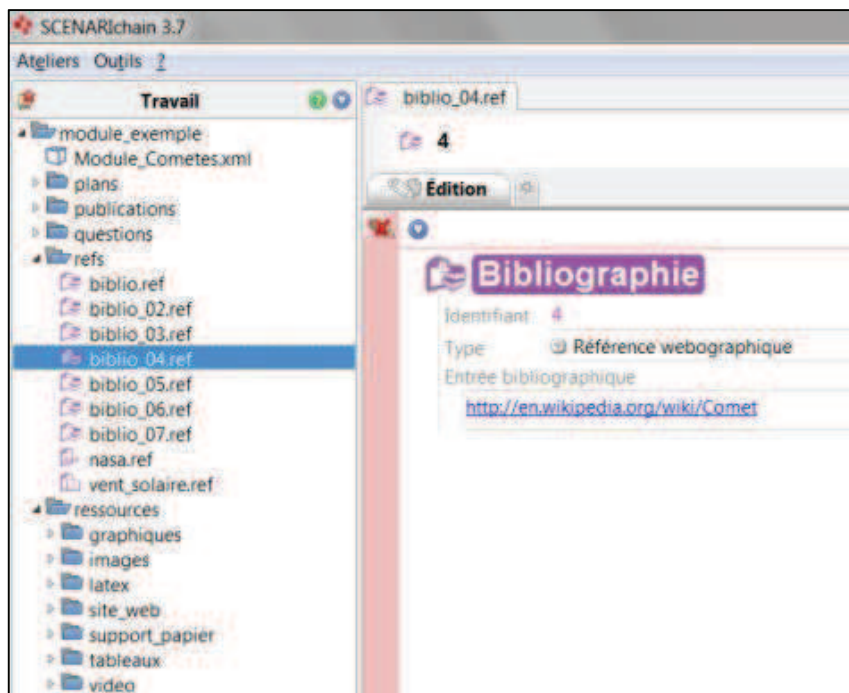 SCENARIchain 3.7
Ateliers Outils ?
Travail
module_exemple
Module_Cometes.xml
plans
publications
questions
refs
biblio.ref
biblio_02.ref
biblio_03.ref
biblio_04.ref
biblio_05.ref
biblio_06.ref
biblio_07.ref
nasa.ref
vent_solaire.ref
ressources
graphiques
images
latex
site_web
support_papier
tableaux
video
biblio_04.ref
4
Édition
Bibliographie
Identifiant 4
Type Référence webographique
Entrée bibliographique
http://en.wikipedia.org/wiki/Comet